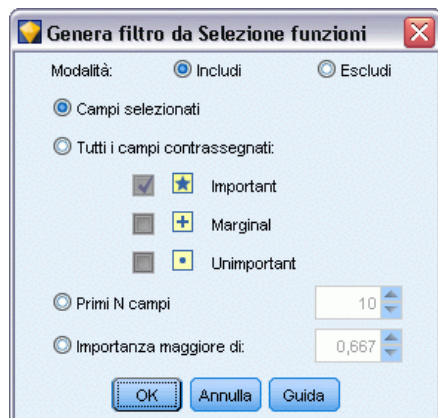 Genera filtro da Selezione funzioni
Modalità: Includi Escludi
Campi selezionati
Tutti i campi contrassegnati:
Important
Marginal
Unimportant
Primi N campi 10
Importanza maggiore di: 0,667
OK Annulla Guida